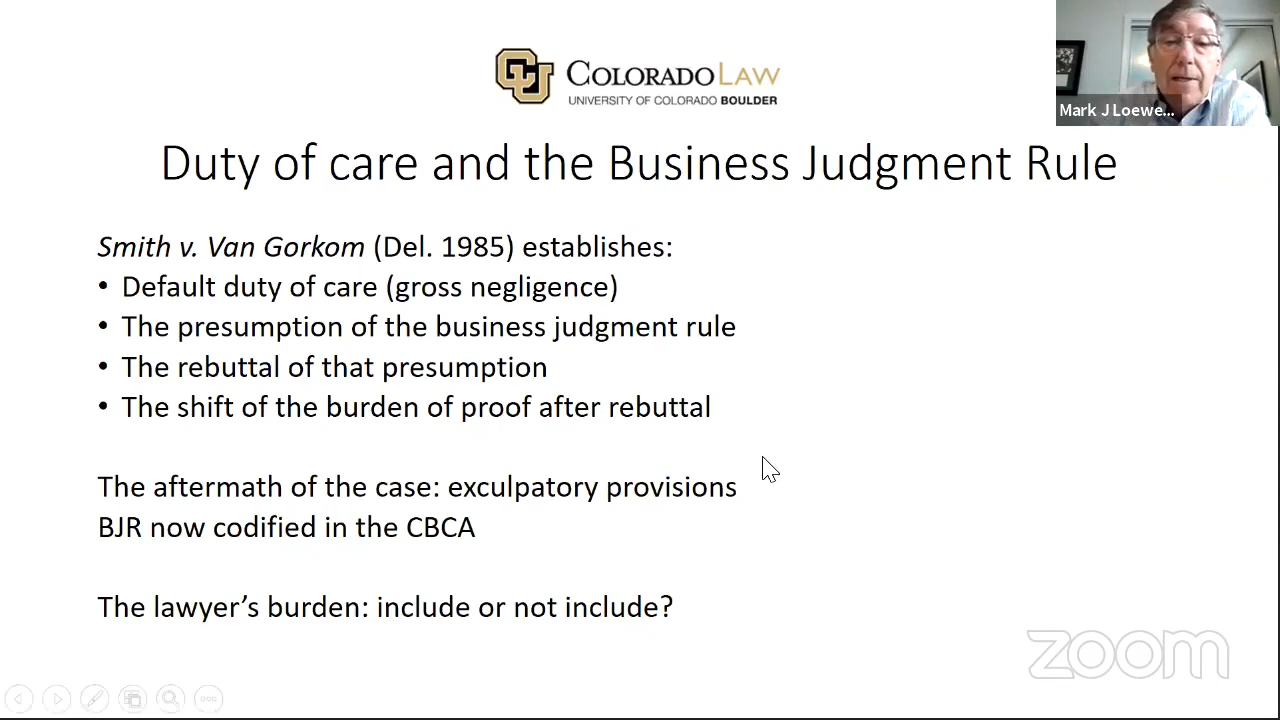 CU COLORADO LAW
UNIVERSITY OF COLORADO BOULDER
Mark J Loewe...
Duty of care and the Business Judgment Rule
Smith v. Van Gorkom (Del. 1985) establishes:
• Default duty of care (gross negligence)
• The presumption of the business judgment rule
• The rebuttal of that presumption
• The shift of the burden of proof after rebuttal
The aftermath of the case: exculpatory provisions
BJR now codified in the CBCA
The lawyer’s burden: include or not include?
zoom